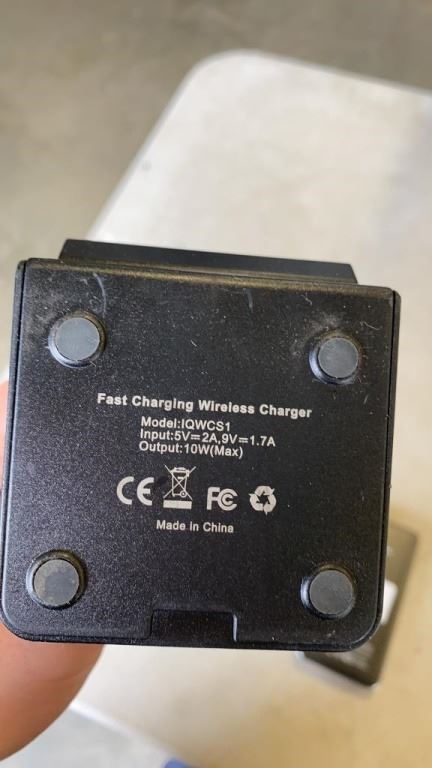 Fast Charging Wireless Charger
Model:IQWCS1
Input:5V=2A,9V=1.7A
Output:10W(Max)
CE FC
Made in China